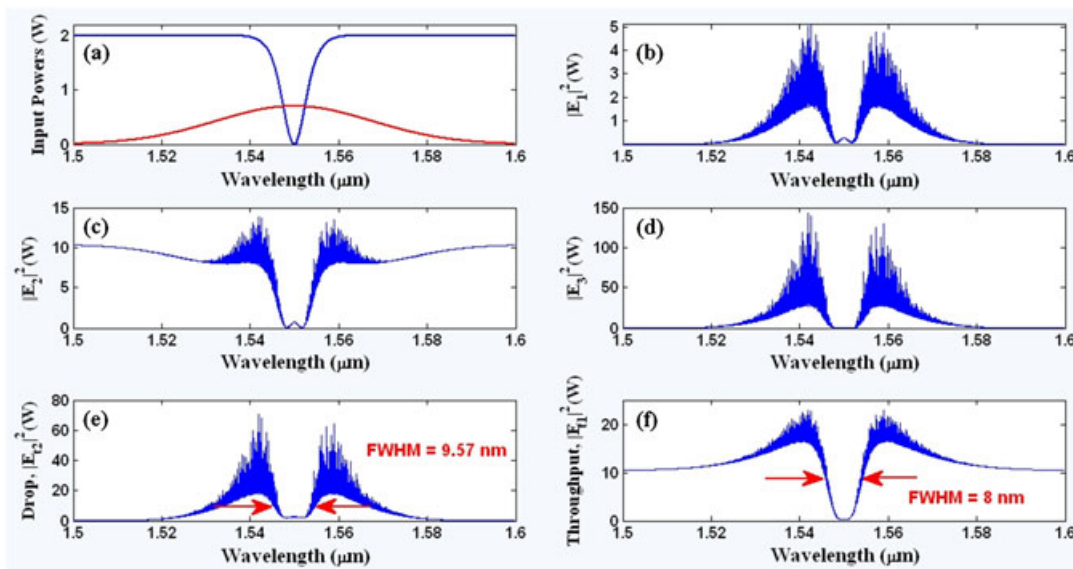 (a)
Input Powers (W)
2
1
0
1.5 1.52 1.54 1.56 1.58 1.6
Wavelength (μm)
(b)
|E₁|² (W)
5
4
3
2
1
1.5 1.52 1.54 1.56 1.58 1.6
Wavelength (μm)
(c)
|E₂|² (W)
15
10
5
0
1.5 1.52 1.54 1.56 1.58 1.6
Wavelength (μm)
(d)
|E₃|² (W)
150
100
50
0
1.5 1.52 1.54 1.56 1.58 1.6
Wavelength (μm)
(e)
Drop, |Eₜ₂|² (W)
80
60
40
20
0
FWHM = 9.57 nm
1.5 1.52 1.54 1.56 1.58 1.6
Wavelength (μm)
(f)
Throughput, |Eₜ₁|² (W)
20
10
0
FWHM = 8 nm
1.5 1.52 1.54 1.56 1.58 1.6
Wavelength (μm)